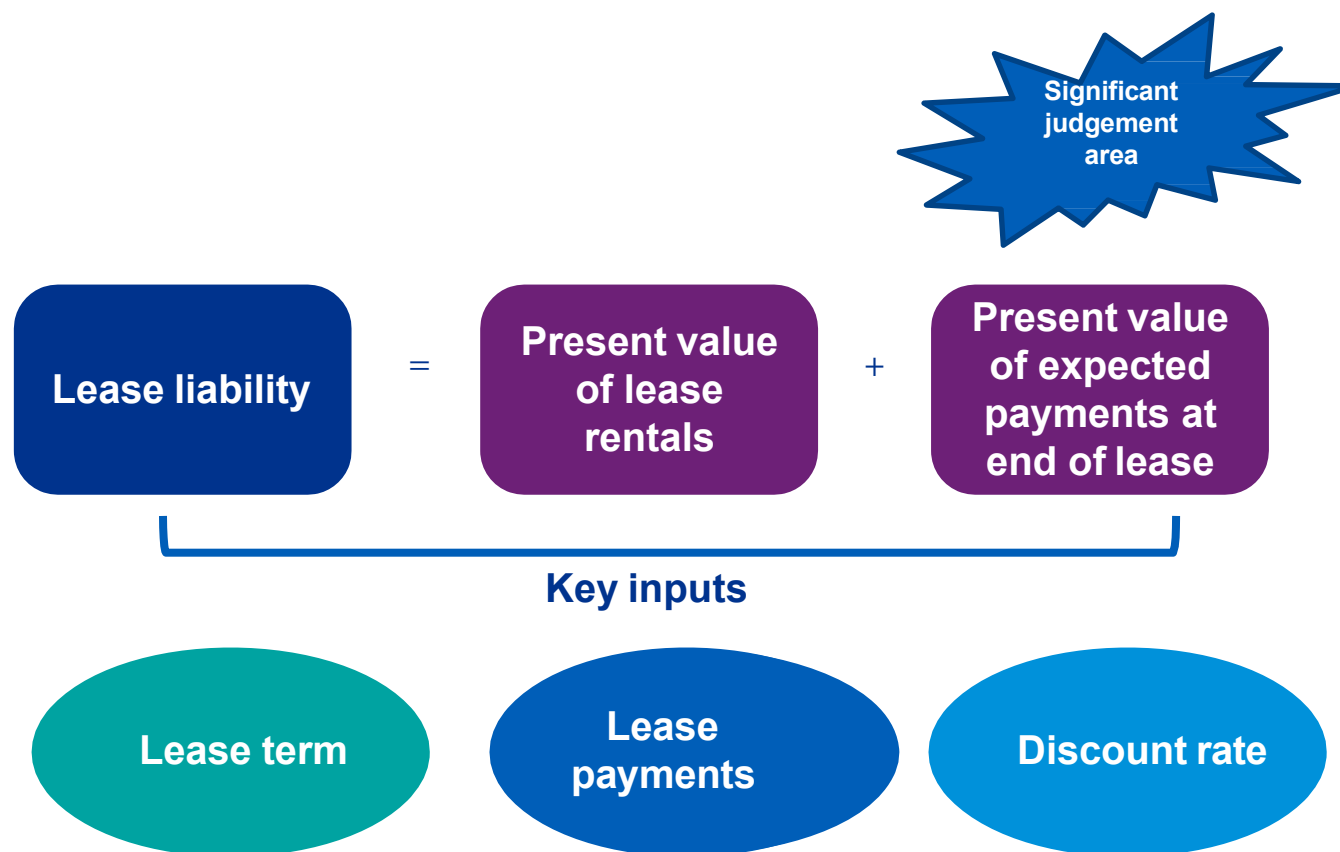 Significant
judgement
area
Lease liability
=
Present value
of lease
rentals
+
Present value
of expected
payments at
end of lease
Key inputs
Lease term
Lease
payments
Discount rate